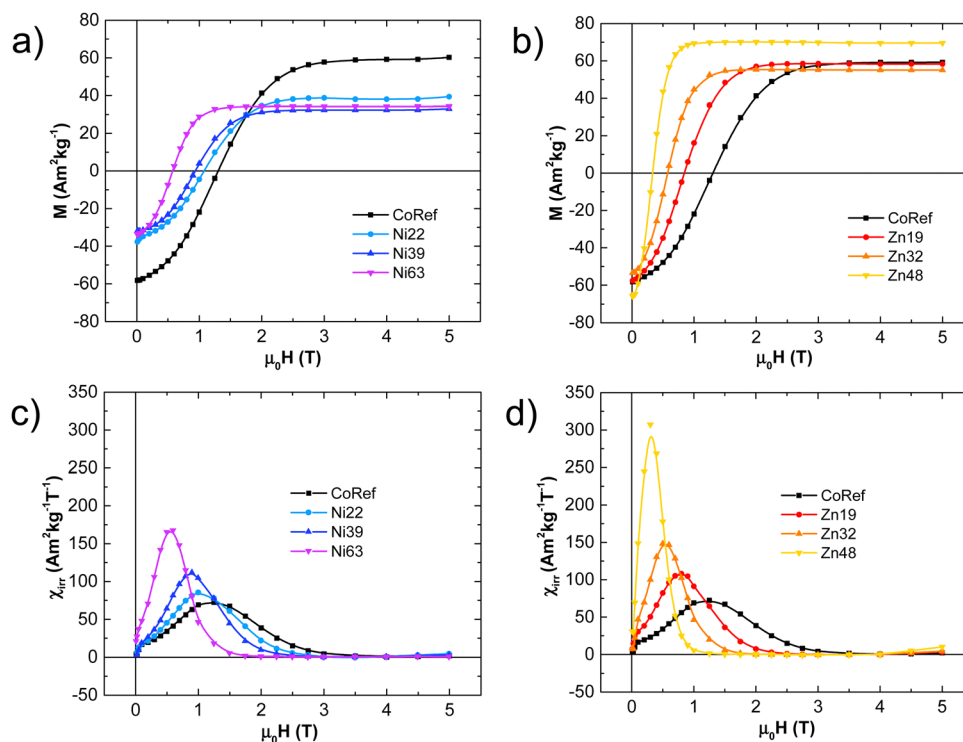 a)
M (Am²kg⁻¹)
80
60
40
20
0
-20
-40
-60
-80
CoRef
Ni22
Ni39
Ni63
0 1 2 3 4 5
μ₀H (T)
b)
M (Am²kg⁻¹)
80
60
40
20
0
-20
-40
-60
-80
CoRef
Zn19
Zn32
Zn48
0 1 2 3 4 5
μ₀H (T)
c)
χirr (Am²kg⁻¹T⁻¹)
350
300
250
200
150
100
50
0
-50
CoRef
Ni22
Ni39
Ni63
0 1 2 3 4 5
μ₀H (T)
d)
χirr (Am²kg⁻¹T⁻¹)
350
300
250
200
150
100
50
0
-50
CoRef
Zn19
Zn32
Zn48
0 1 2 3 4 5
μ₀H (T)